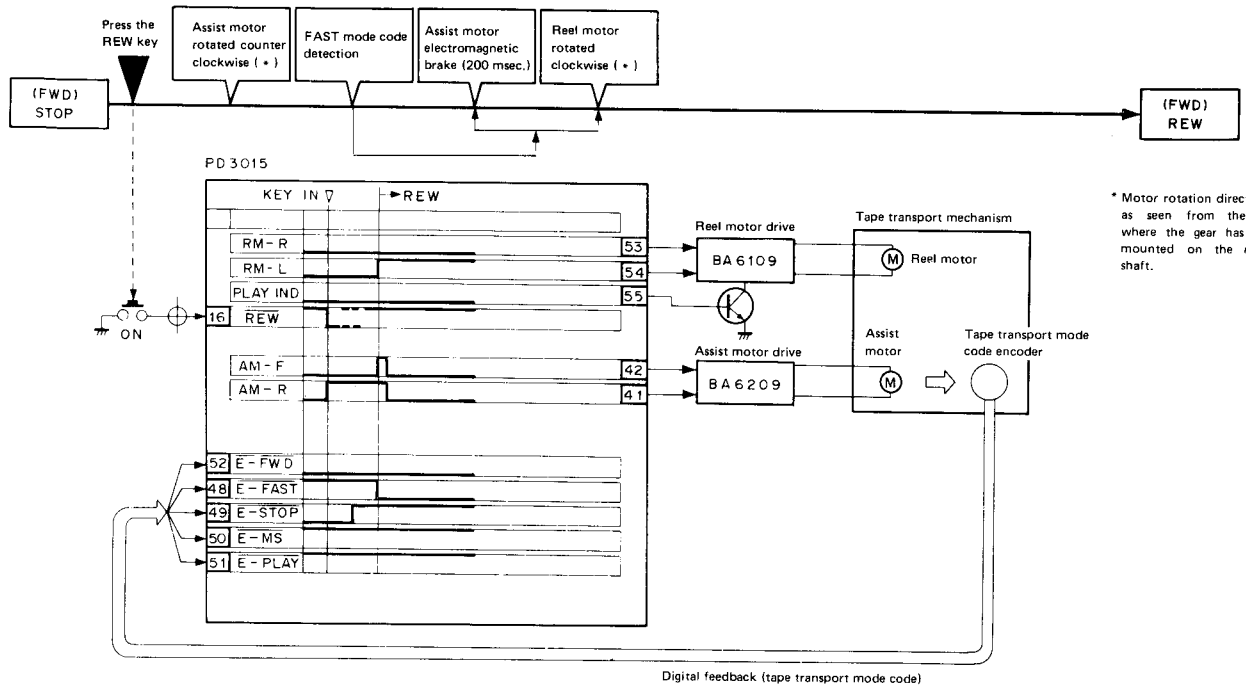 Press the
REW key
Assist motor
rotated counter
clockwise ( * )
FAST mode code
detection
Assist motor
electromagnetic
brake (200 msec.)
Reel motor
rotated
clockwise ( * )
(FWD)
STOP
(FWD)
REW
PD3015
KEY IN ▽
→ REW
RM-R
53
RM-L
54
PLAY IND
55
16
REW
ON
AM-F
42
AM-R
41
52 E-FWD
48 E-FAST
49 E-STOP
50 E-MS
51 E-PLAY
Reel motor drive
BA6109
Assist motor drive
BA6209
Tape transport mechanism
M Reel motor
Assist
motor
M
Tape transport mode
code encoder
* Motor rotation direc
as seen from the
where the gear has
mounted on the
shaft.
Digital feedback (tape transport mode code)